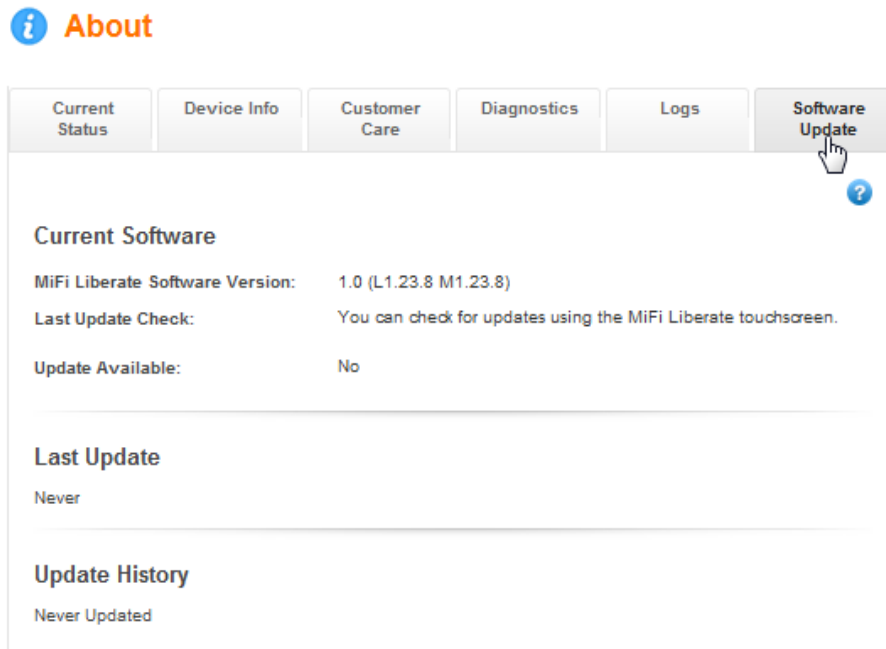 About
Current Status
Device Info
Customer Care
Diagnostics
Logs
Software Update
Current Software
MiFi Liberate Software Version: 1.0 (L1.23.8 M1.23.8)
Last Update Check: You can check for updates using the MiFi Liberate touchscreen.
Update Available: No
Last Update
Never
Update History
Never Updated